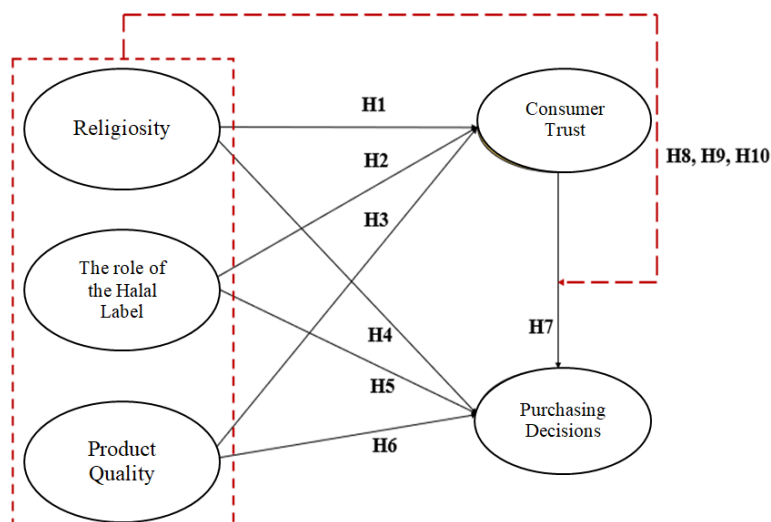 Religiosity
H1
Consumer
Trust
H2
H8, H9, H10
H3
The role of
the Halal
Label
H4
H7
H5
Product
Quality
H6
Purchasing
Decisions